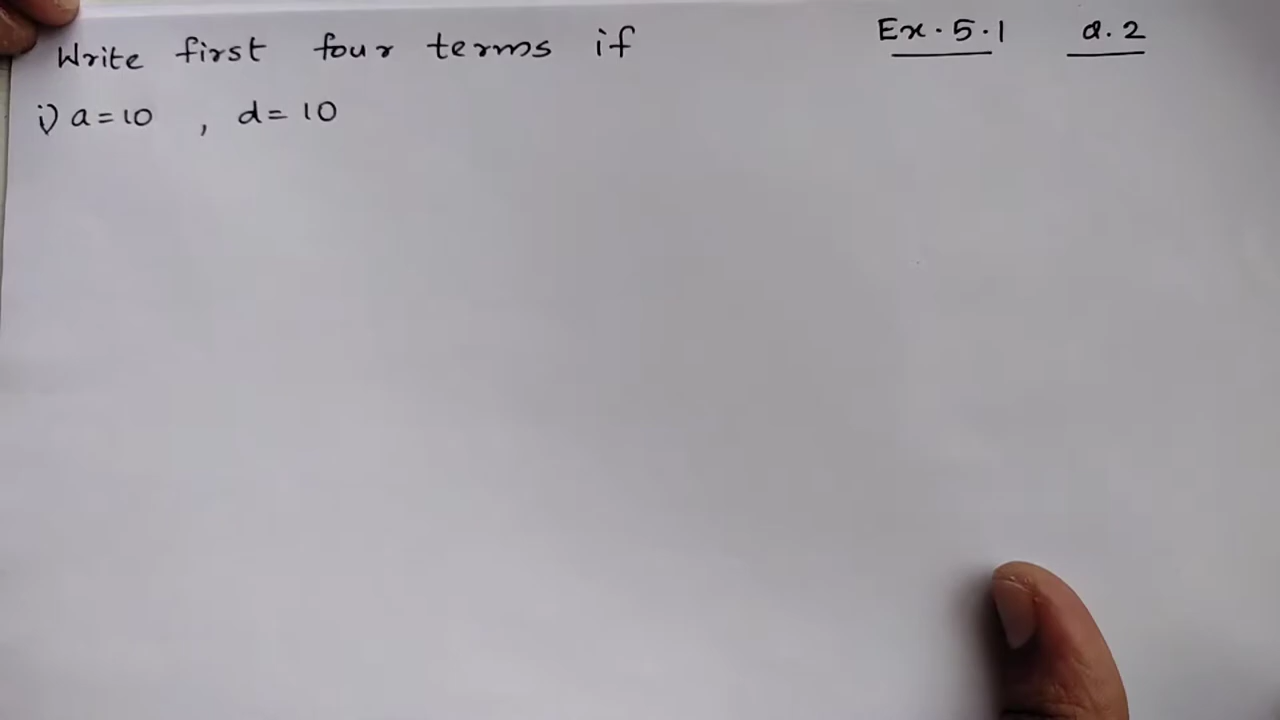 Write first four terms if
Ex. 5.1 Q.2
i) a = 10 , d = 10